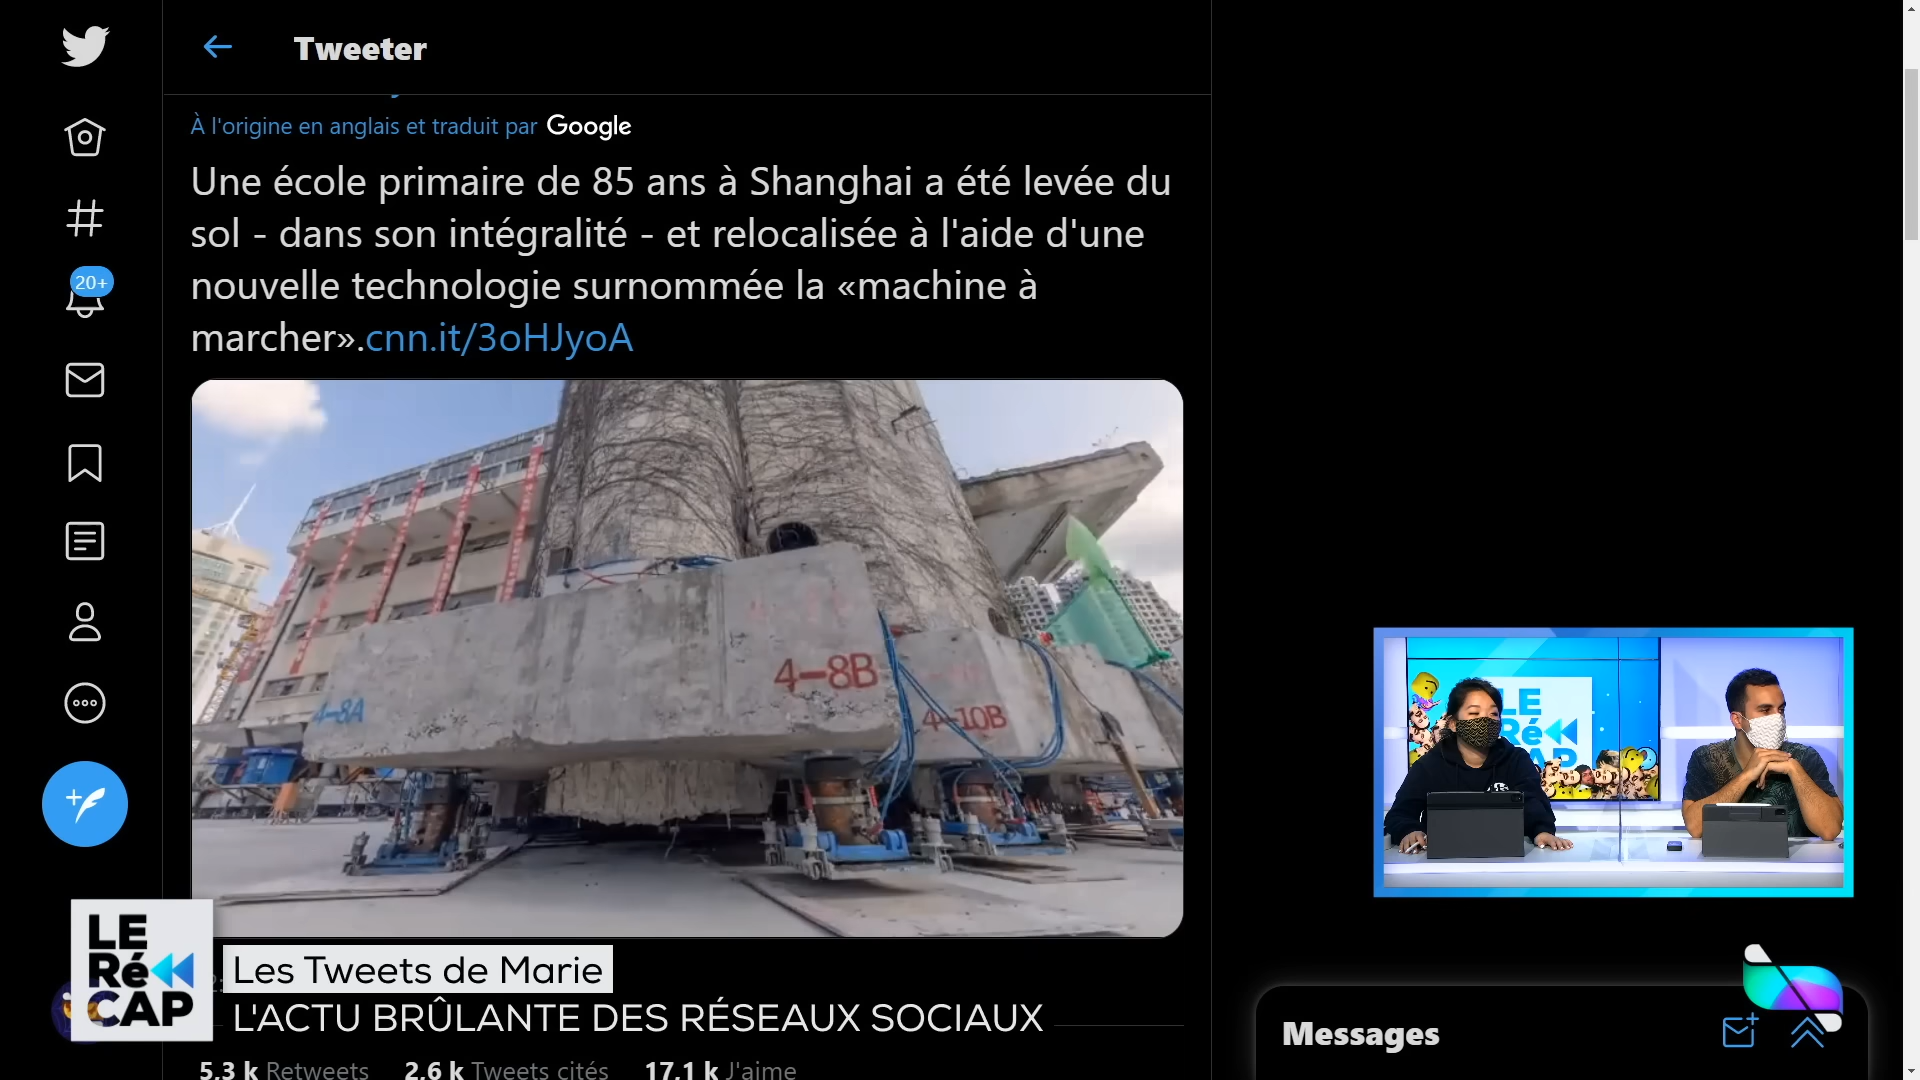 Tweeter
À l'origine en anglais et traduit par Google
Une école primaire de 85 ans à Shanghai a été levée du
sol - dans son intégralité - et relocalisée à l'aide d'une
nouvelle technologie surnommée la «machine à
marcher».cnn.it/3oHJyoA
20+
4-8A
4-8B
4-10B
LE
Ré
CAP
LE
Ré
CAP
Les Tweets de Marie
L'ACTU BRÛLANTE DES RÉSEAUX SOCIAUX
5,3 k Retweets 2,6 k Tweets cités 17,1 k J'aime
Messages